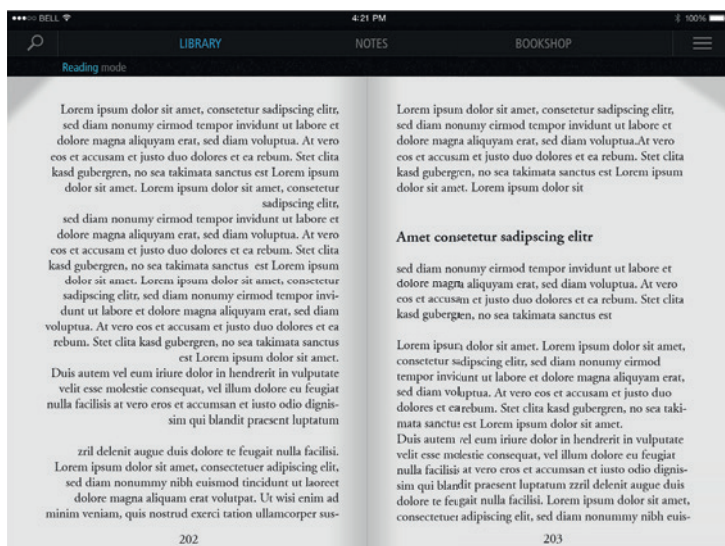 BELL
4:21 PM
100%
LIBRARY
NOTES
BOOKSHOP
Reading mode
Lorem ipsum dolor sit amet, consetetur sadipscing elitr,
sed diam nonumy eirmod tempor invidunt ut labore et
dolore magna aliquyam erat, sed diam voluptua. At vero
eos et accusam et justo duo dolores et ea rebum. Stet clita
kasd gubergren, no sea takimata sanctus est Lorem ipsum
dolor sit amet. Lorem ipsum dolor sit amet, consetetur
sadipscing elitr,
sed diam nonumy eirmod tempor invidunt ut labore et
dolore magna aliquyam erat, sed diam voluptua. At vero
eos et accusam et justo duo dolores et ea rebum. Stet clita
kasd gubergren, no sea takimata sanctus est Lorem ipsum
dolor sit amet. Lorem ipsum dolor sit amet, consetetur
sadipscing elitr, sed diam nonumy eirmod tempor invi-
dunt ut labore et dolore magna aliquyam erat, sed diam
voluptua. At vero eos et accusam et justo duo dolores et ea
rebum. Stet clita kasd gubergren, no sea takimata sanctus
est Lorem ipsum dolor sit amet.
Duis autem vel eum iriure dolor in hendrerit in vulputate
velit esse molestie consequat, vel illum dolore eu feugiat
nulla facilisis at vero eros et accumsan et iusto odio dignis-
sim qui blandit praesent luptatum
zril delenit augue duis dolore te feugait nulla facilisi.
Lorem ipsum dolor sit amet, consectetuer adipiscing elit,
sed diam nonummy nibh euismod tincidunt ut laoreet
dolore magna aliquam erat volutpat. Ut wisi enim ad
minim veniam, quis nostrud exerci tation ullamcorper sus-
202
Lorem ipsum dolor sit amet, consetetur sadipscing elitr,
sed diam nonumy eirmod tempor invidunt ut labore et
dolore magna aliquyam erat, sed diam voluptua.At vero
eos et accusam et justo duo dolores et ea rebum. Stet clita
kasd gubergren, no sea takimata sanctus est Lorem ipsum
dolor sit amet. Lorem ipsum dolor sit
Amet consetetur sadipscing elitr
sed diam nonumy eirmod tempor invidunt ut labore et
dolore magna aliquyam erat, sed diam voluptua. At vero
eos et accusam et justo duo dolores et ea rebum. Stet clita
kasd gubergren, no sea takimata sanctus est
Lorem ipsum dolor sit amet. Lorem ipsum dolor sit amet,
consetetur sadipscing elitr, sed diam nonumy eirmod
tempor invidunt ut labore et dolore magna aliquyam erat,
sed diam voluptua. At vero eos et accusam et justo duo
dolores et ea rebum. Stet clita kasd gubergren, no sea taki-
mata sanctus est Lorem ipsum dolor sit amet.
Duis autem vel eum iriure dolor in hendrerit in vulputate
velit esse molestie consequat, vel illum dolore eu feugiat
nulla facilisis at vero eros et accumsan et iusto odio dignis-
sim qui blandit praesent luptatum zzril delenit augue duis
dolore te feugait nulla facilisi. Lorem ipsum dolor sit amet,
consectetuer adipiscing elit, sed diam nonummy nibh euis-
203